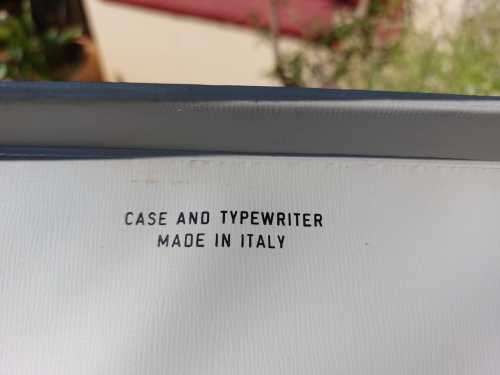 CASE AND TYPEWRITER
MADE IN ITALY